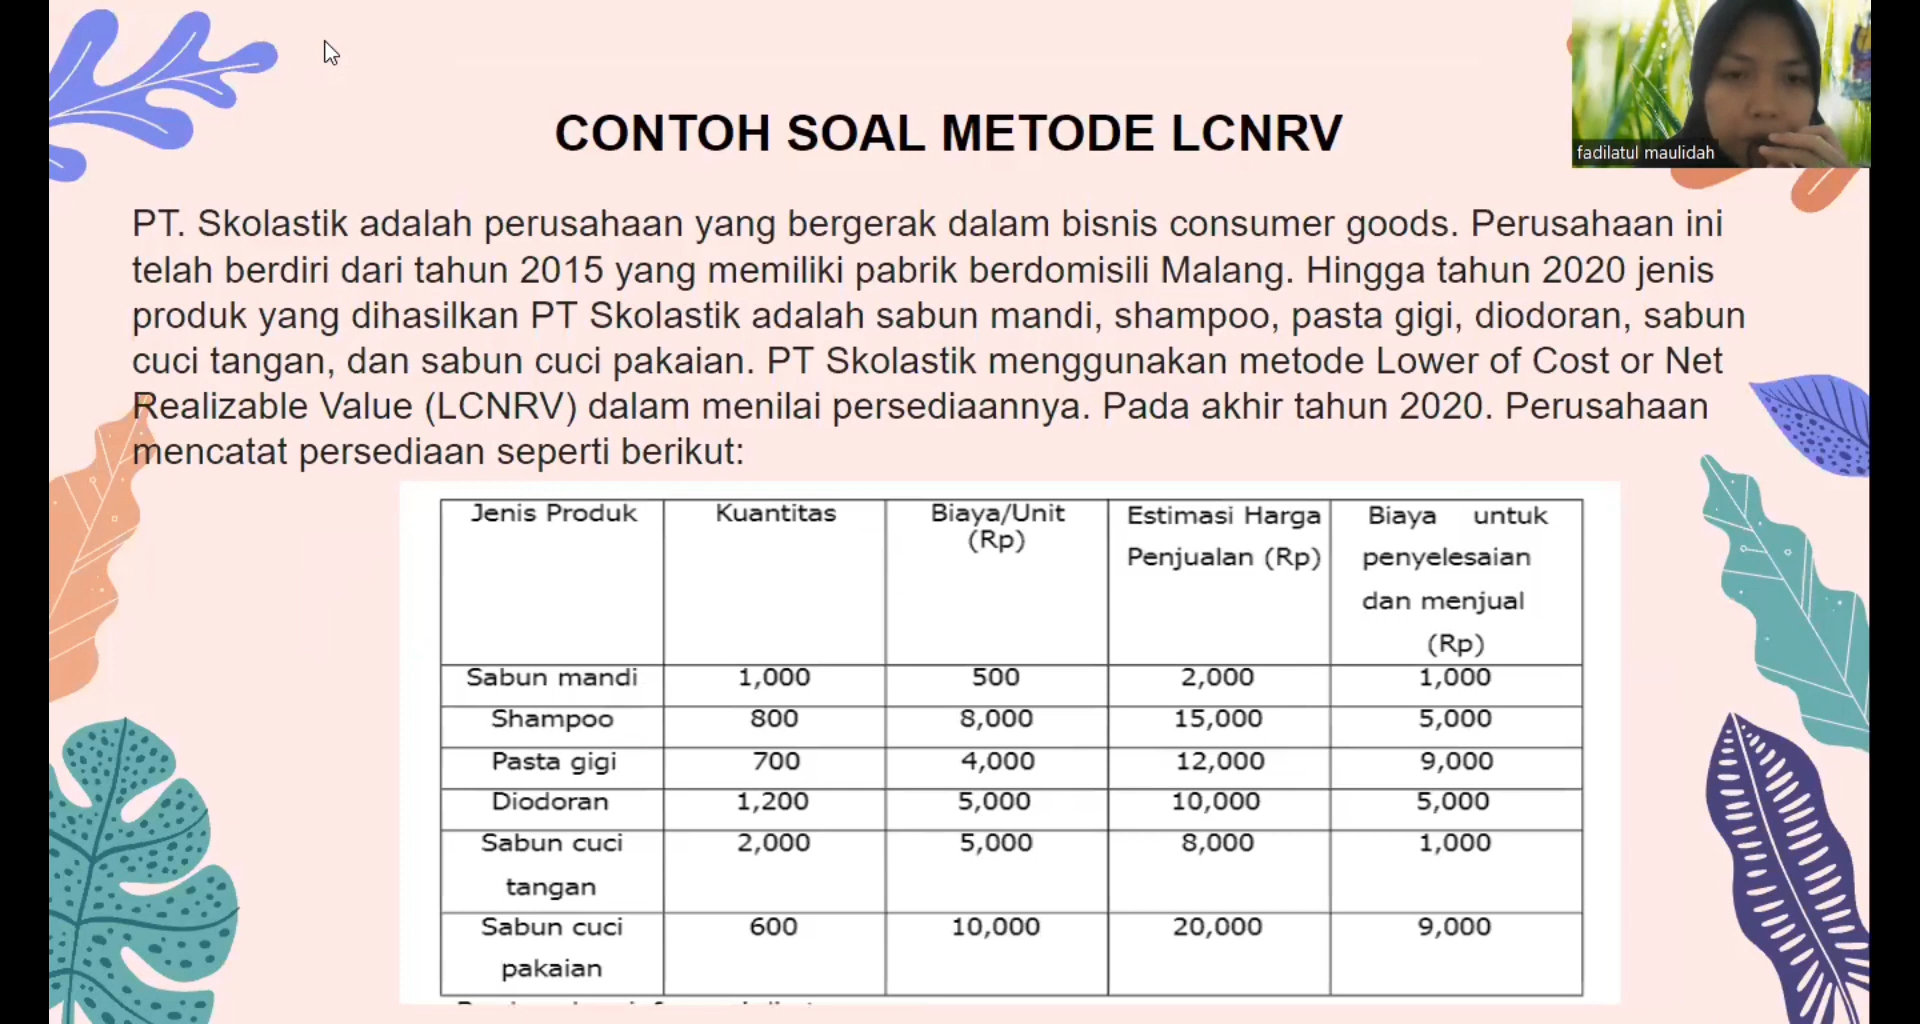 CONTOH SOAL METODE LCNRV
fadilatul maulidah
PT. Skolastik adalah perusahaan yang bergerak dalam bisnis consumer goods. Perusahaan ini
telah berdiri dari tahun 2015 yang memiliki pabrik berdomisili Malang. Hingga tahun 2020 jenis
produk yang dihasilkan PT Skolastik adalah sabun mandi, shampoo, pasta gigi, diodoran, sabun
cuci tangan, dan sabun cuci pakaian. PT Skolastik menggunakan metode Lower of Cost or Net
Realizable Value (LCNRV) dalam menilai persediaannya. Pada akhir tahun 2020. Perusahaan
mencatat persediaan seperti berikut:
Jenis Produk Kuantitas Biaya/Unit (Rp) Estimasi Harga Penjualan (Rp) Biaya untuk penyelesaian dan menjual (Rp)
Sabun mandi 1,000 500 2,000 1,000
Shampoo 800 8,000 15,000 5,000
Pasta gigi 700 4,000 12,000 9,000
Diodoran 1,200 5,000 10,000 5,000
Sabun cuci tangan 2,000 5,000 8,000 1,000
Sabun cuci pakaian 600 10,000 20,000 9,000